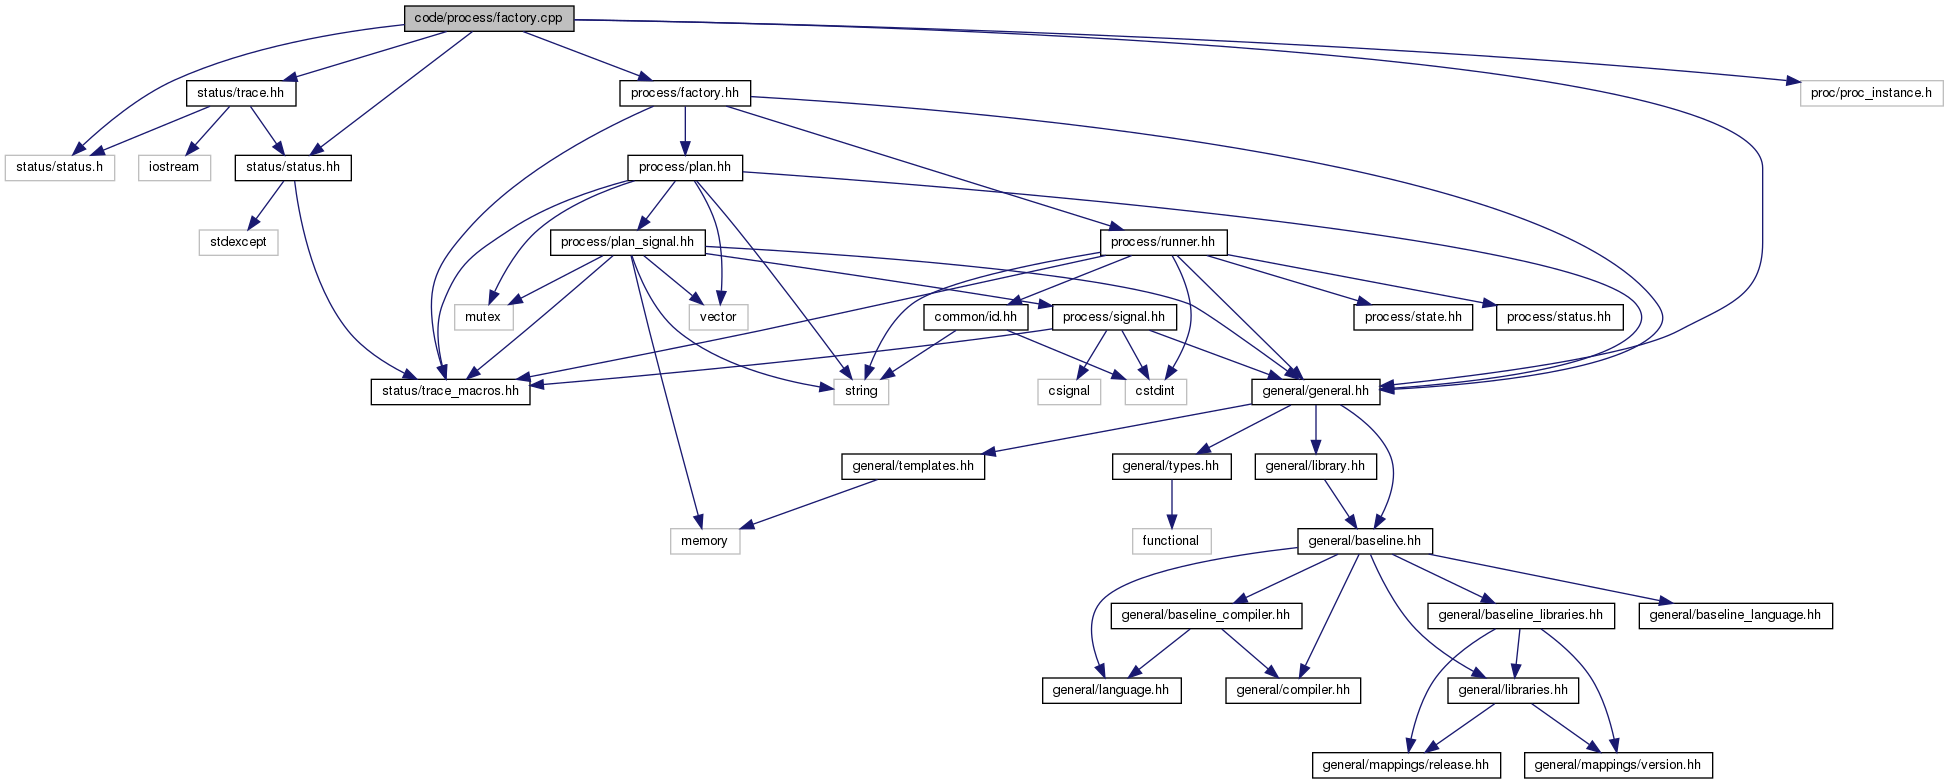 code/process/factory.cpp
status/trace.hh
process/factory.hh
proc/proc_instance.h
status/status.h
iostream
status/status.hh
process/plan.hh
stdexcept
process/plan_signal.hh
process/runner.hh
mutex
vector
common/id.hh
process/signal.hh
process/state.hh
process/status.hh
status/trace_macros.hh
string
csignal
cstdint
general/general.hh
general/templates.hh
general/types.hh
general/library.hh
memory
functional
general/baseline.hh
general/baseline_compiler.hh
general/baseline_libraries.hh
general/baseline_language.hh
general/language.hh
general/compiler.hh
general/libraries.hh
general/mappings/release.hh
general/mappings/version.hh